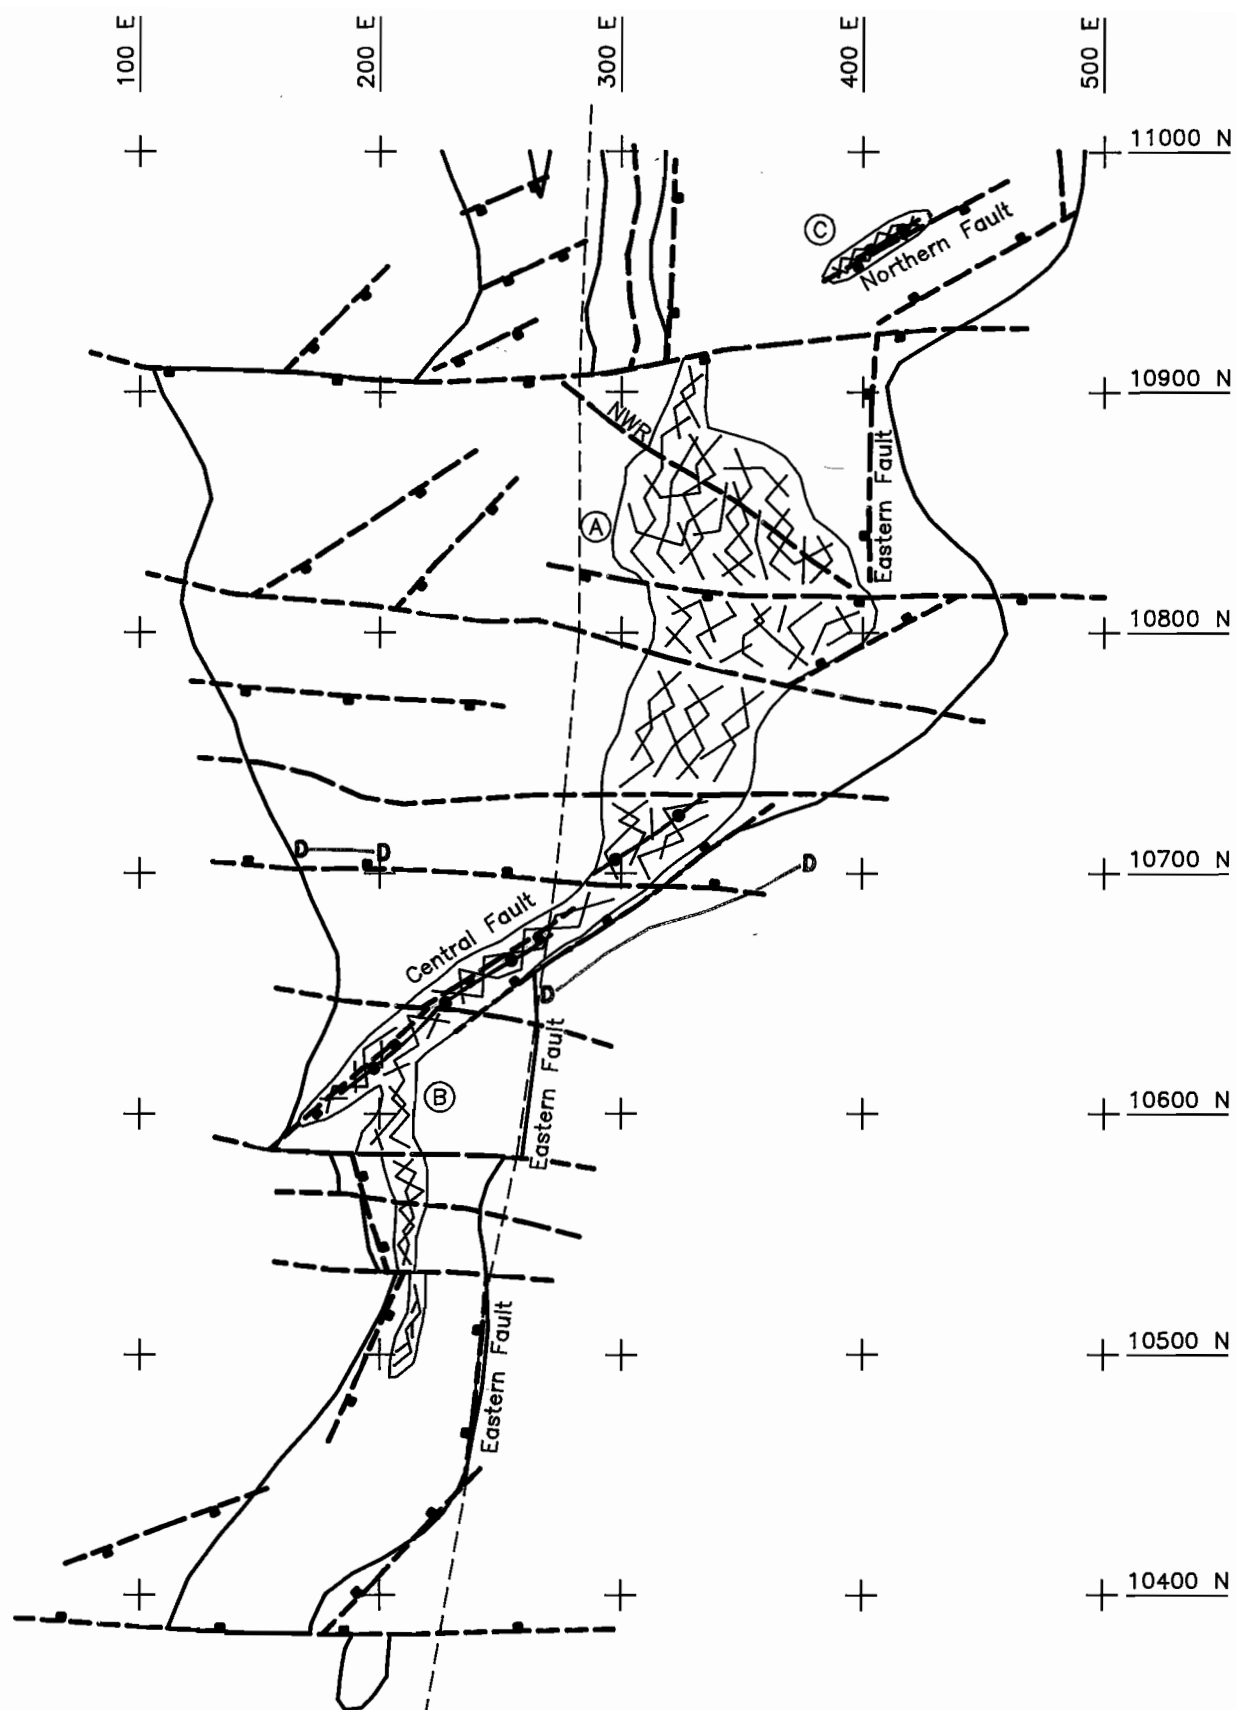 100 E
200 E
300 E
400 E
500 E
11000 N
C
Northern Fault
10900 N
NWR
Eastern Fault
A
10800 N
D
D
D
10700 N
Central Fault
D
Eastern Fault
B
10600 N
Eastern Fault
10500 N
10400 N